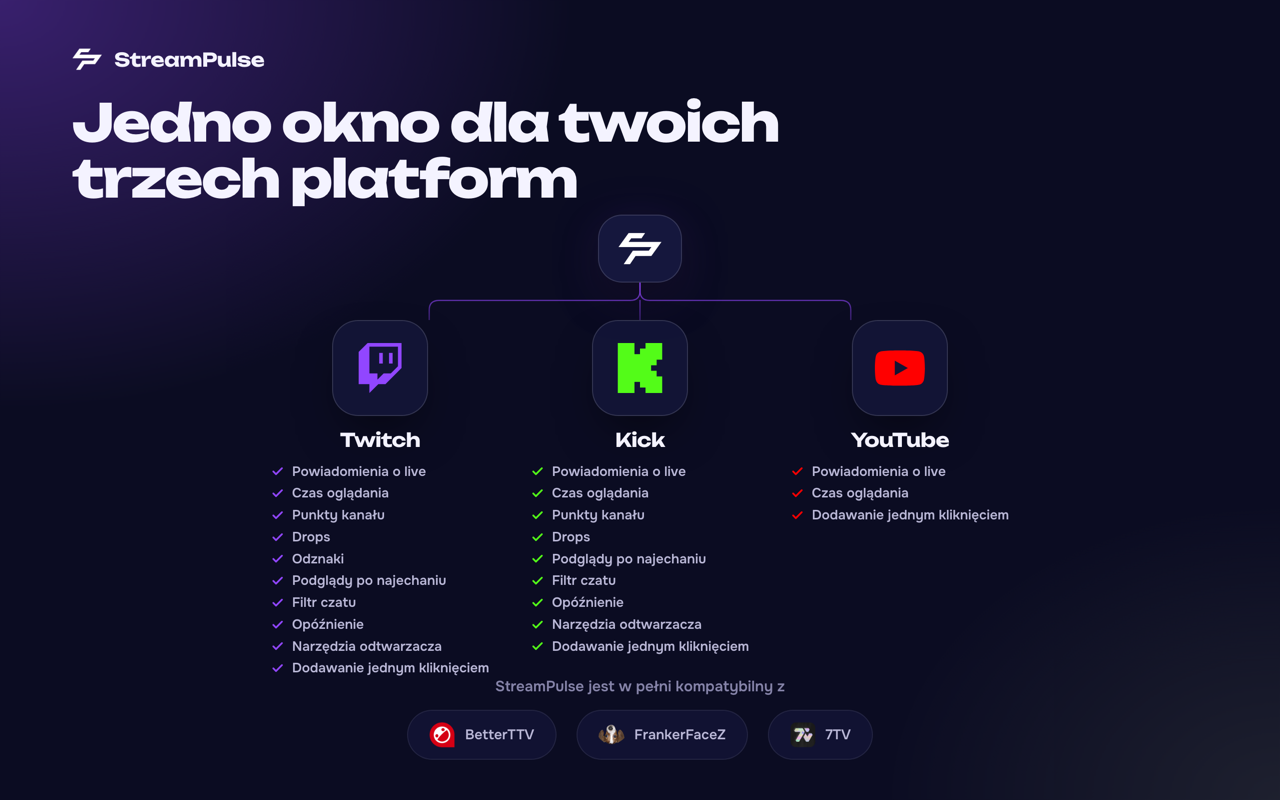 StreamPulse
Jedno okno dla twoich
trzech platform
Twitch
Powiadomienia o live
Czas oglądania
Punkty kanału
Drops
Odznaki
Podglądy po najechaniu
Filtr czatu
Opóźnienie
Narzędzia odtwarzacza
Dodawanie jednym kliknięciem
Kick
Powiadomienia o live
Czas oglądania
Punkty kanału
Drops
Podglądy po najechaniu
Filtr czatu
Opóźnienie
Narzędzia odtwarzacza
Dodawanie jednym kliknięciem
YouTube
Powiadomienia o live
Czas oglądania
Dodawanie jednym kliknięciem
StreamPulse jest w pełni kompatybilny z
BetterTTV
FrankerFaceZ
7TV